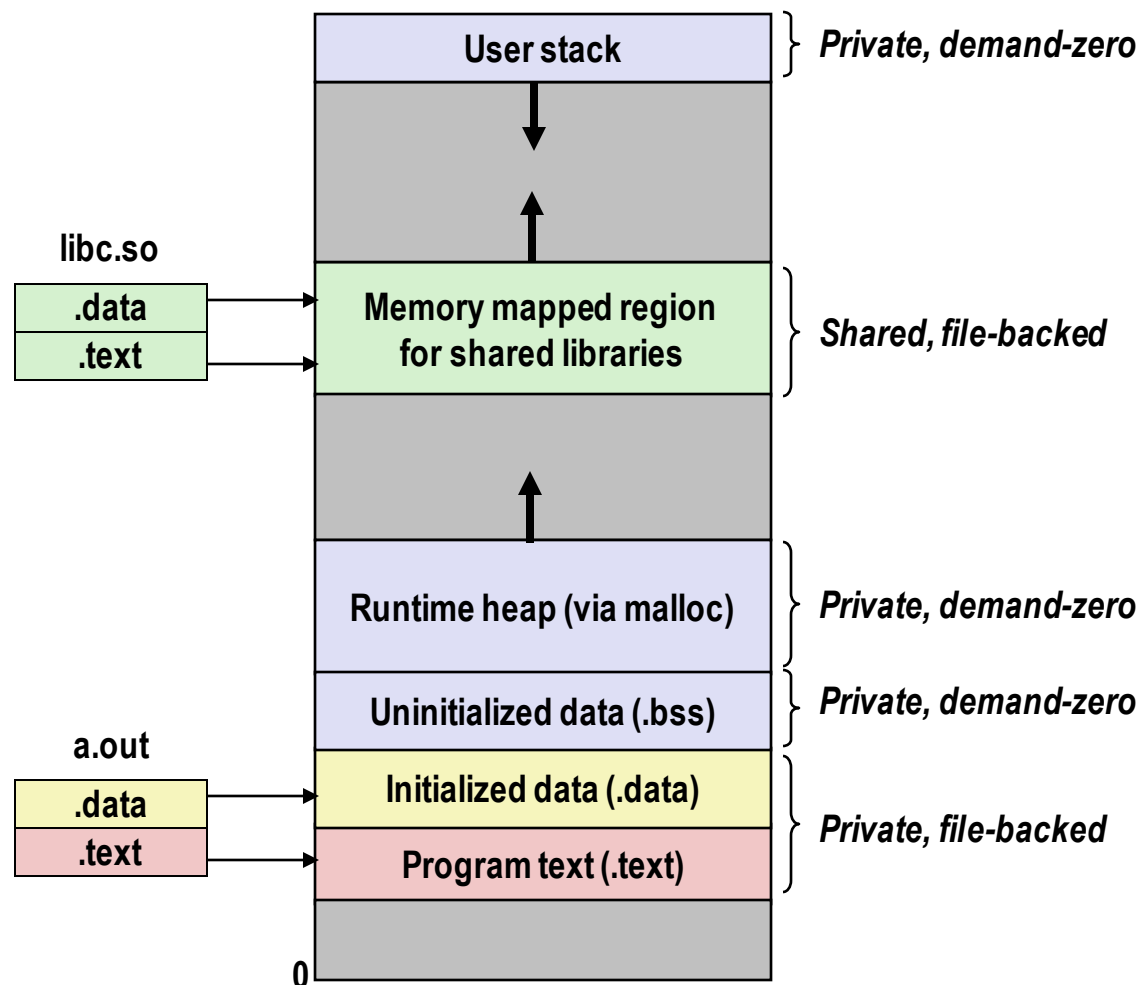 User stack
Private, demand-zero
libc.so
.data
.text
Memory mapped region
for shared libraries
Shared, file-backed
Runtime heap (via malloc)
Private, demand-zero
Uninitialized data (.bss)
Private, demand-zero
a.out
.data
.text
Initialized data (.data)
Program text (.text)
Private, file-backed
0